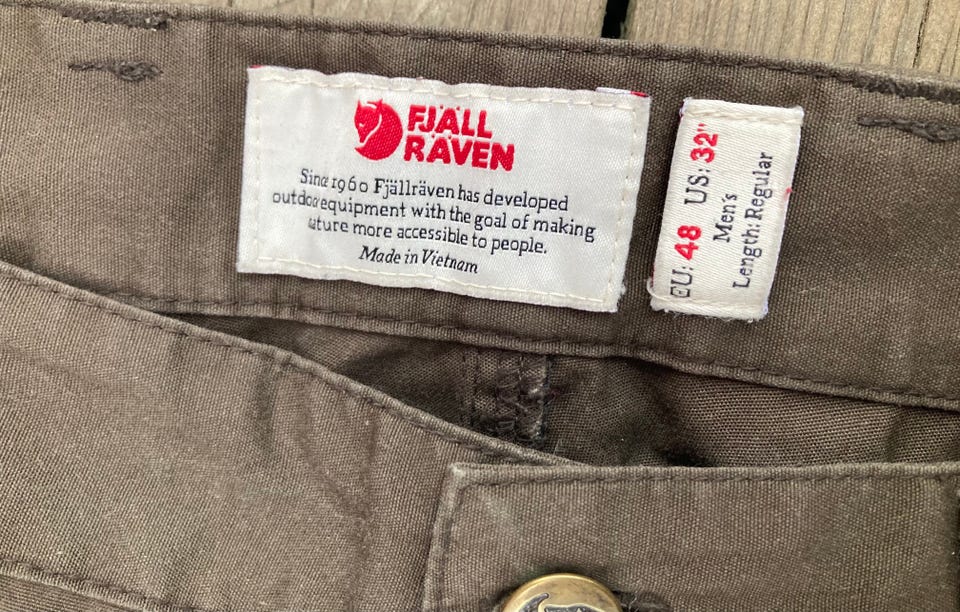 FJÄLL
RÄVEN
Since 1960 Fjällräven has developed
outdoor equipment with the goal of making
ature more accessible to people.
Made in Vietnam
EU: 48 US: 32"
Men's
Length: Regular